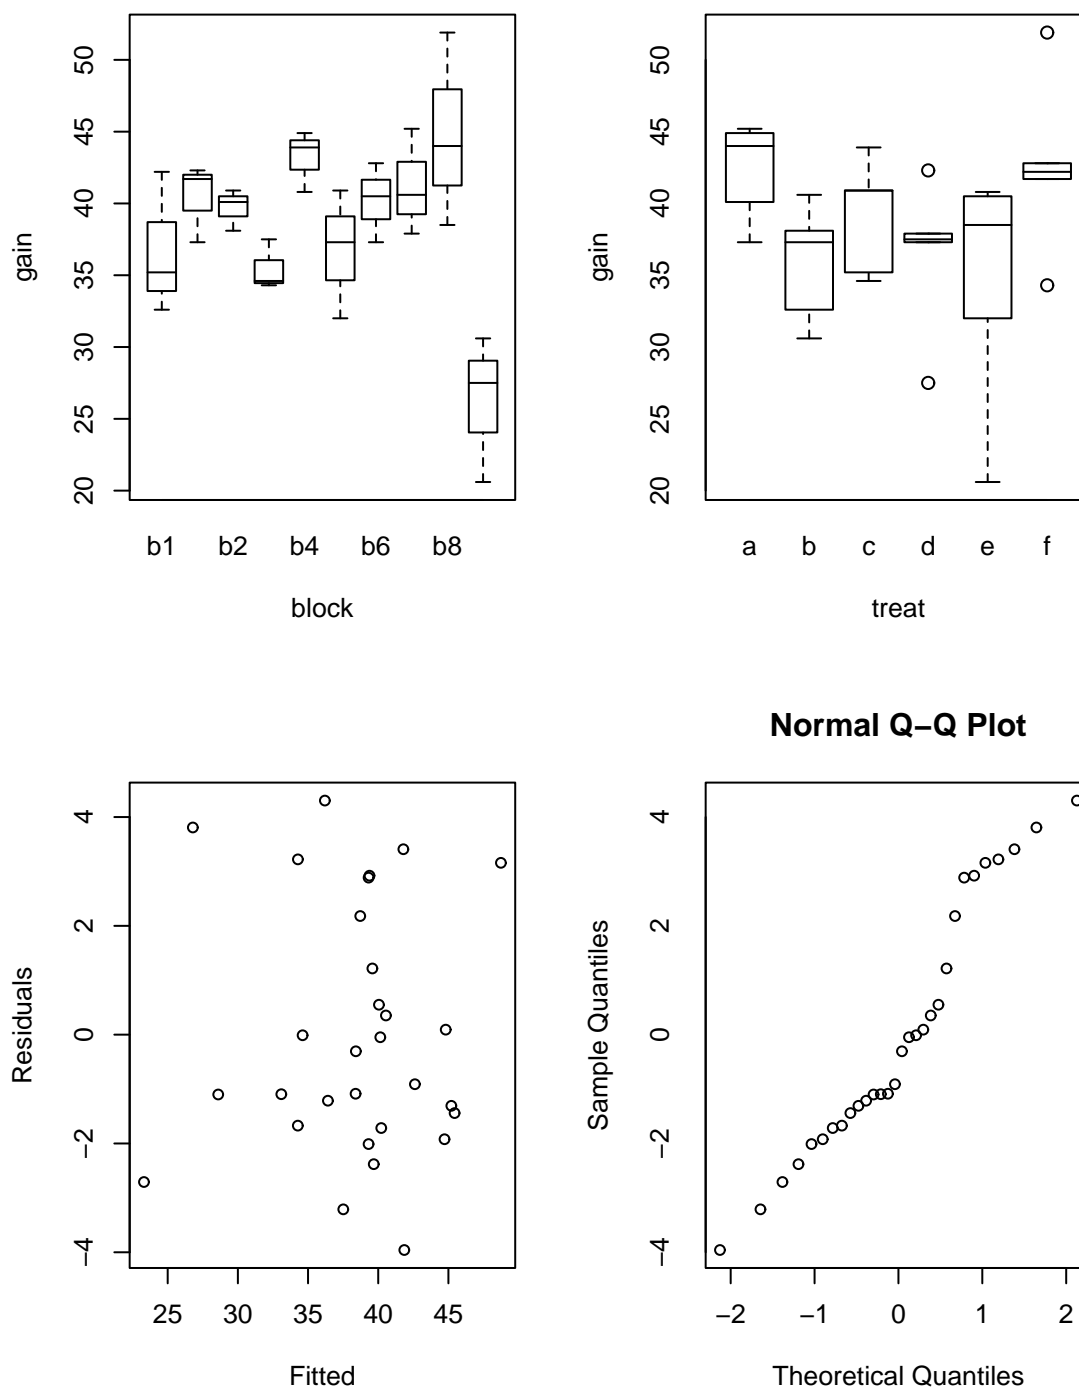 50
45
40
35
30
25
20
gain
b1 b2 b4 b6 b8
block
50
45
40
35
30
25
20
gain
a b c d e f
treat
4
2
0
−2
−4
Residuals
25 30 35 40 45
Fitted
Normal Q−Q Plot
4
2
0
−2
−4
Sample Quantiles
−2 −1 0 1 2
Theoretical Quantiles